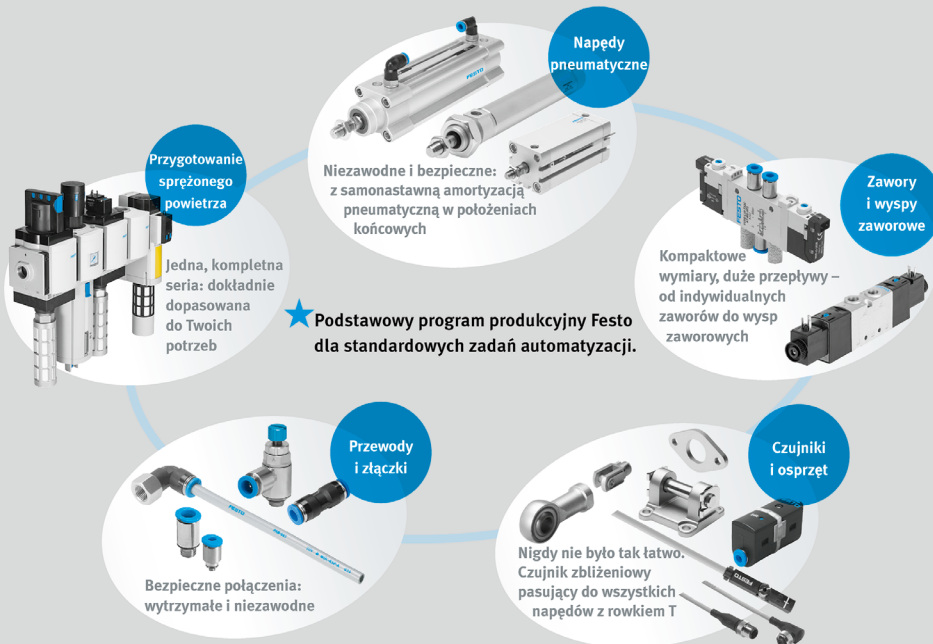 Napędy
pneumatyczne
FESTO
Niezawodne i bezpieczne:
z samonastawną amortyzacją
pneumatyczną w położeniach
końcowych
Przygotowanie
sprężonego
powietrza
Jedna, kompletna
seria: dokładnie
dopasowana
do Twoich
potrzeb
Zawory
i wyspy
zaworowe
FESTO
Kompaktowe
wymiary, duże przepływy –
od indywidualnych
zaworów do wysp
zaworowych
Podstawowy program produkcyjny Festo
dla standardowych zadań automatyzacji.
Przewody
i złączki
FESTO
Bezpieczne połączenia:
wytrzymałe i niezawodne
Czujniki
i osprzęt
Nigdy nie było tak łatwo.
Czujnik zbliżeniowy
pasujący do wszystkich
napędów z rowkiem T
FESTO